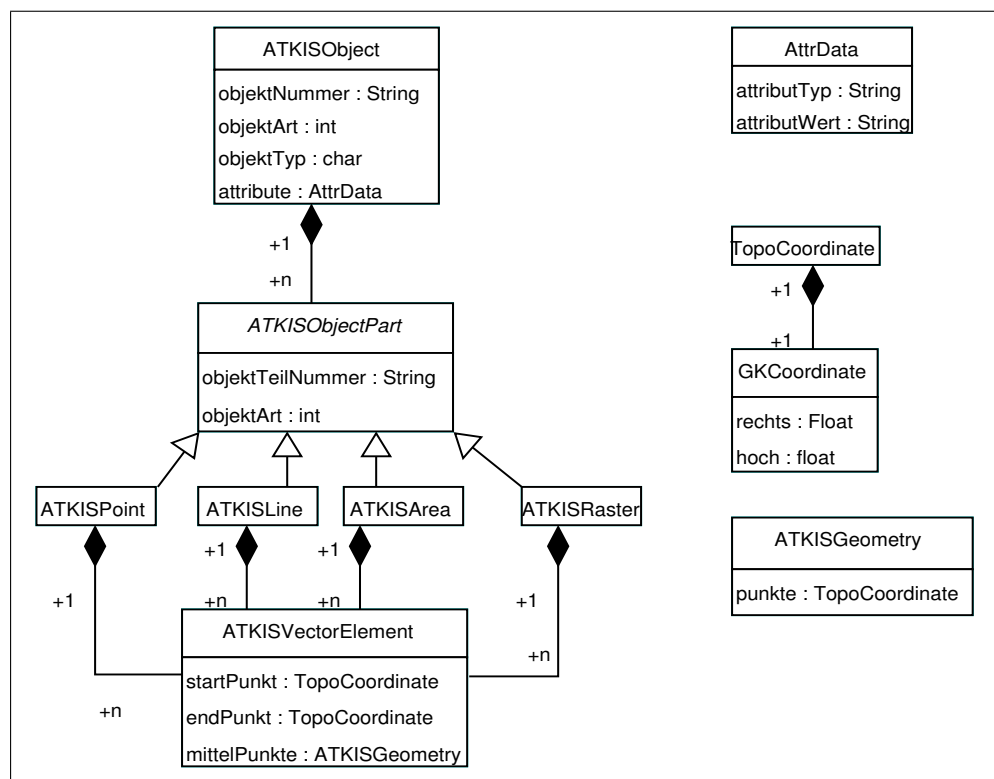 ATKISObject
objektNummer : String
objektArt : int
objektTyp : char
attribute : AttrData
+1
+n
ATKISObjectPart
objektTeilNummer : String
objektArt : int
ATKISPoint
ATKISLine
ATKISArea
ATKISRaster
+1
+1
+1
+1
+n
+n
+n
+n
ATKISVectorElement
startPunkt : TopoCoordinate
endPunkt : TopoCoordinate
mittelPunkte : ATKISGeometry
AttrData
attributTyp : String
attributWert : String
TopoCoordinate
+1
+1
GKCoordinate
rechts : Float
hoch : float
ATKISGeometry
punkte : TopoCoordinate